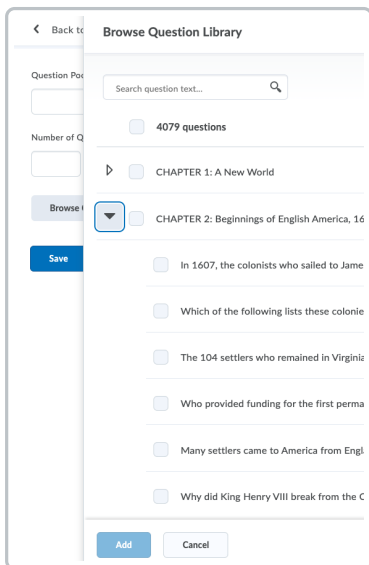 Back to
Browse Question Library
Question Poo
Search question text...
4079 questions
Number of Q
CHAPTER 1: A New World
Browse
CHAPTER 2: Beginnings of English America, 16
Save
In 1607, the colonists who sailed to Jame
Which of the following lists these colonie
The 104 settlers who remained in Virginia
Who provided funding for the first perma
Many settlers came to America from Engl
Why did King Henry VIII break from the C
Add
Cancel